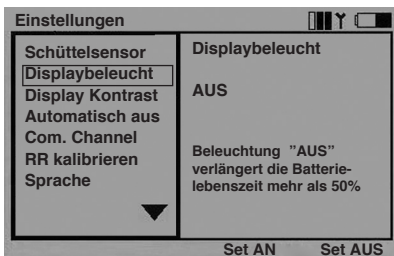 Einstellungen
Schüttelsensor
Displaybeleucht
Display Kontrast
Automatisch aus
Com. Channel
RR kalibrieren
Sprache
Displaybeleucht
AUS
Beleuchtung "AUS"
verlängert die Batterie-
lebenszeit mehr als 50%
Set AN Set AUS